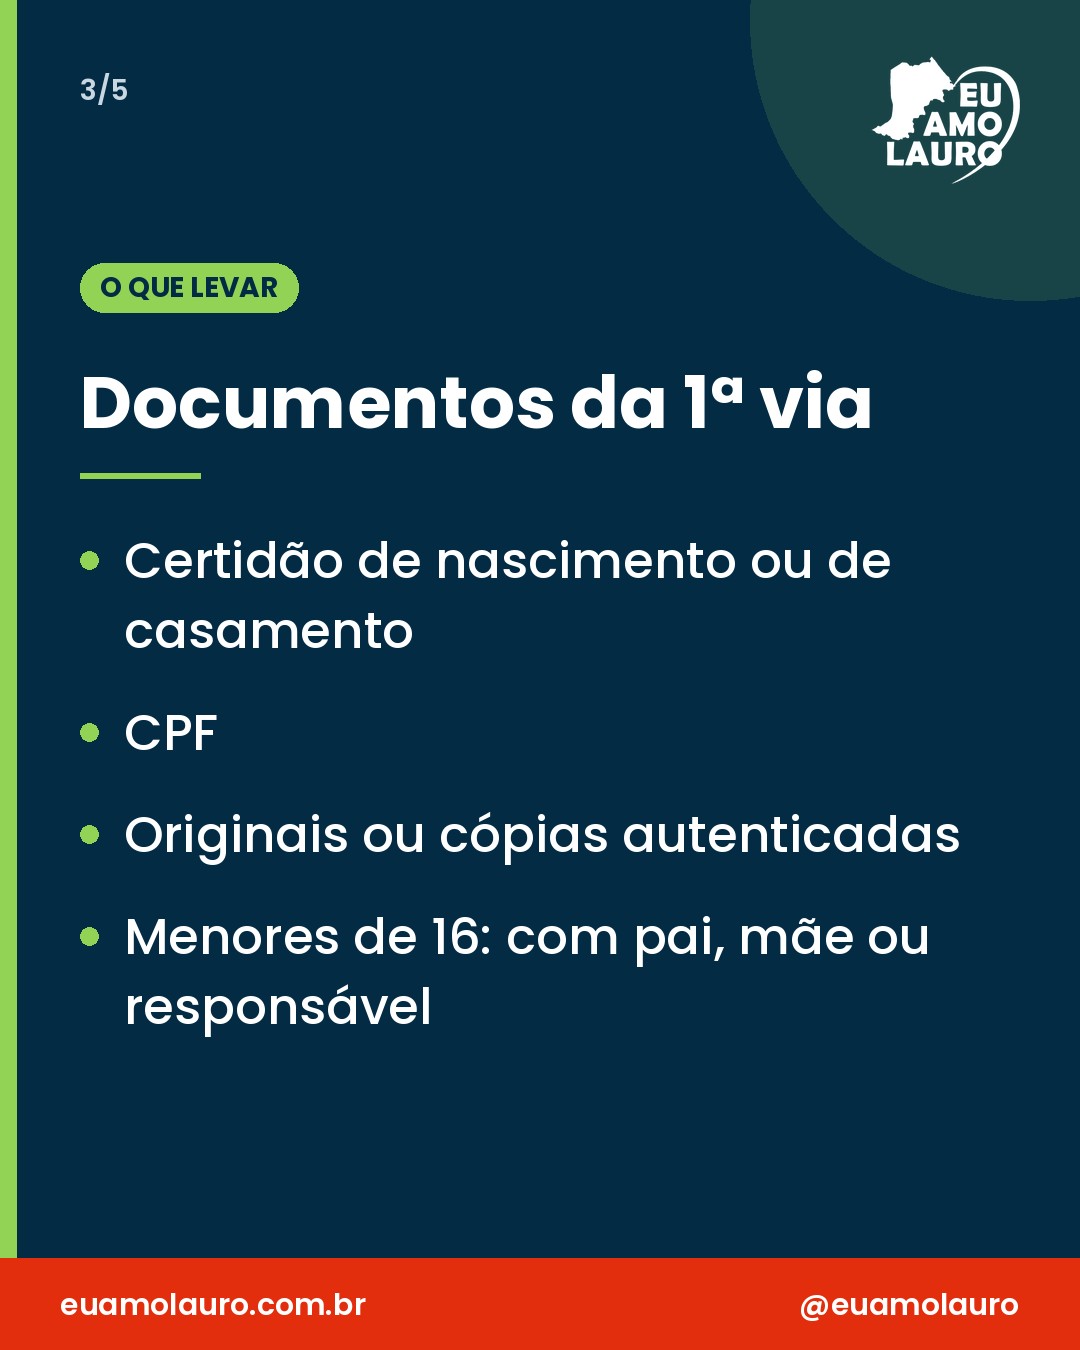 3/5
EU
AMO
LAURO
O QUE LEVAR
Documentos da 1ª via
Certidão de nascimento ou de
casamento
CPF
Originais ou cópias autenticadas
Menores de 16: com pai, mãe ou
responsável
euamolauro.com.br
@euamolauro